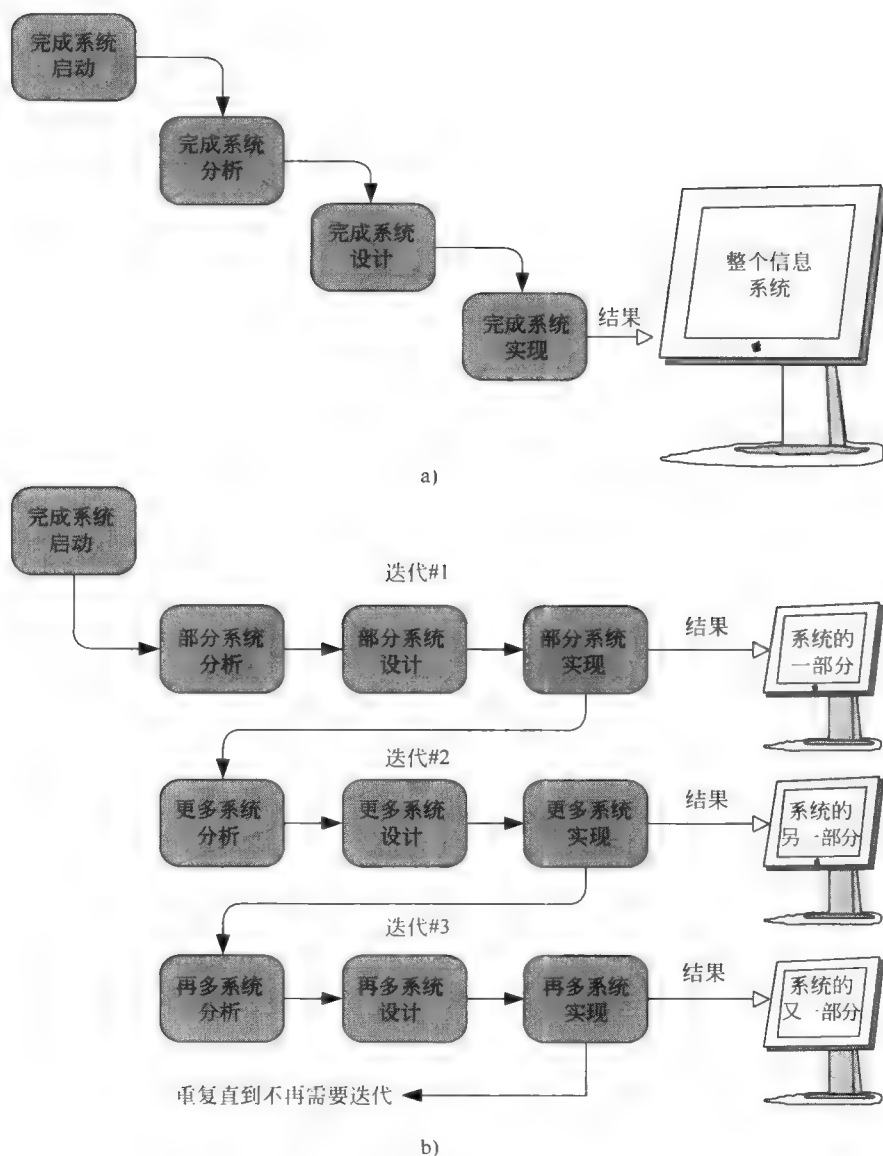 完成系统
启动
完成系统
分析
完成系统
设计
完成系统
实现
结果
整个信息
系统
a)
完成系统
启动
迭代#1
部分系统
分析
部分系统
设计
部分系统
实现
结果
系统的
一部分
迭代#2
更多系统
分析
更多系统
设计
更多系统
实现
结果
系统的
另一部分
迭代#3
再多系统
分析
再多系统
设计
再多系统
实现
结果
系统的
又一部分
重复直到不再需要迭代
b)